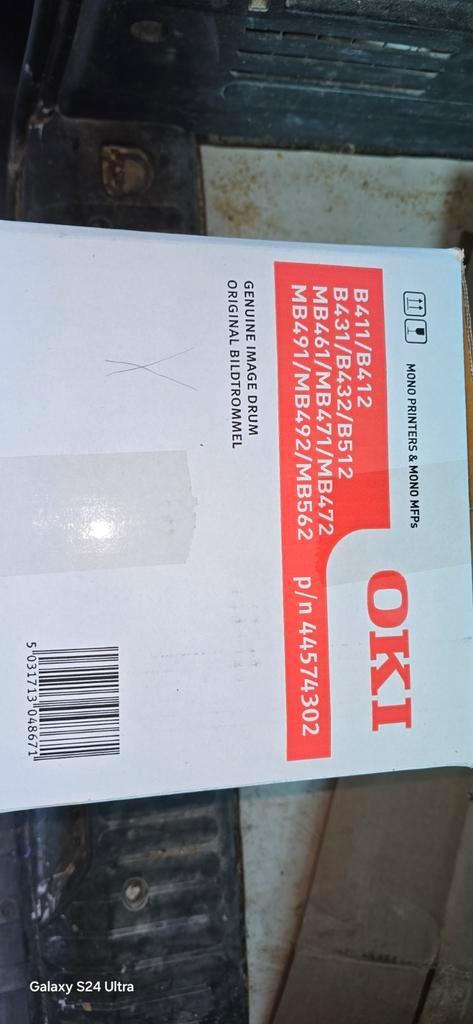 MONO PRINTERS & MONO MFPs
OKI
B411/B412
B431/B432/B512
MB461/MB471/MB472
MB491/MB492/MB562
p/n 44574302
GENUINE IMAGE DRUM
ORIGINAL BILDTROMMEL
5 031713 048671
Galaxy S24 Ultra